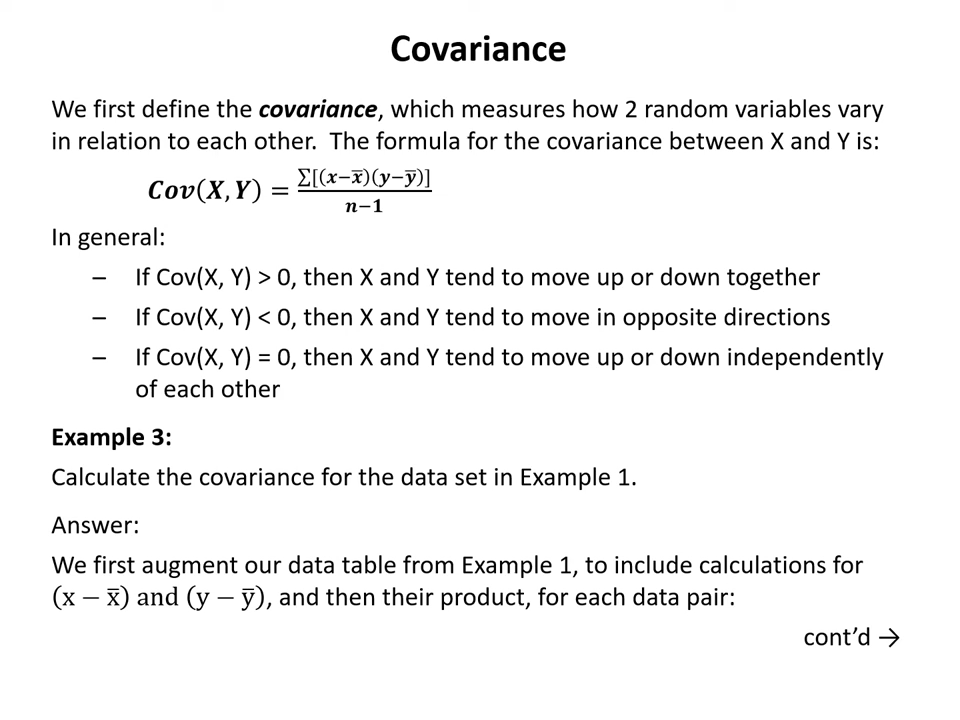 Covariance
We first define the covariance, which measures how 2 random variables vary
in relation to each other.  The formula for the covariance between X and Y is:
Cov(X, Y) = ∑[(x−x̅)(y−y̅)] / n−1
In general:
– If Cov(X, Y) > 0, then X and Y tend to move up or down together
– If Cov(X, Y) < 0, then X and Y tend to move in opposite directions
– If Cov(X, Y) = 0, then X and Y tend to move up or down independently
of each other
Example 3:
Calculate the covariance for the data set in Example 1.
Answer:
We first augment our data table from Example 1, to include calculations for
(x − x̅) and (y − y̅), and then their product, for each data pair:
cont’d →